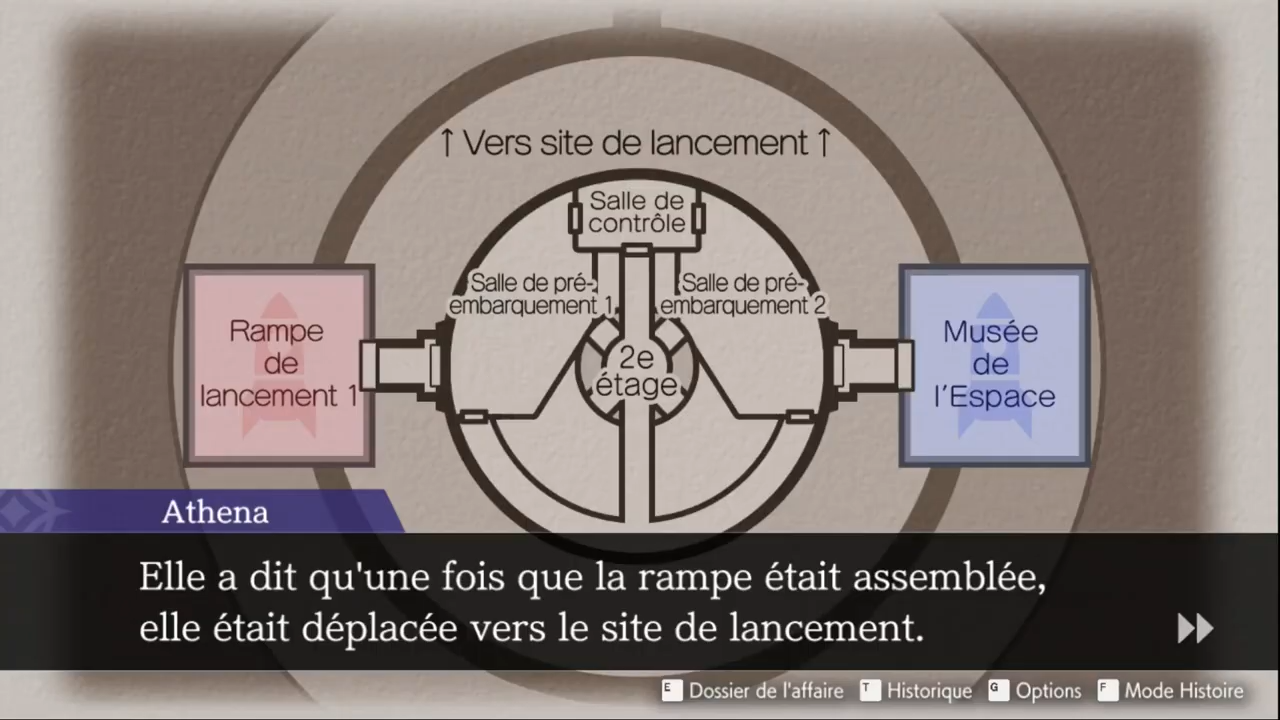 ↑ Vers site de lancement ↑
Salle de
contrôle
Salle de pré-
embarquement 1
Salle de pré-
embarquement 2
2e
étage
Rampe
de
lancement 1
Musée
de
l'Espace
Athena
Elle a dit qu'une fois que la rampe était assemblée,
elle était déplacée vers le site de lancement.
E Dossier de l'affaire T Historique G Options F Mode Histoire